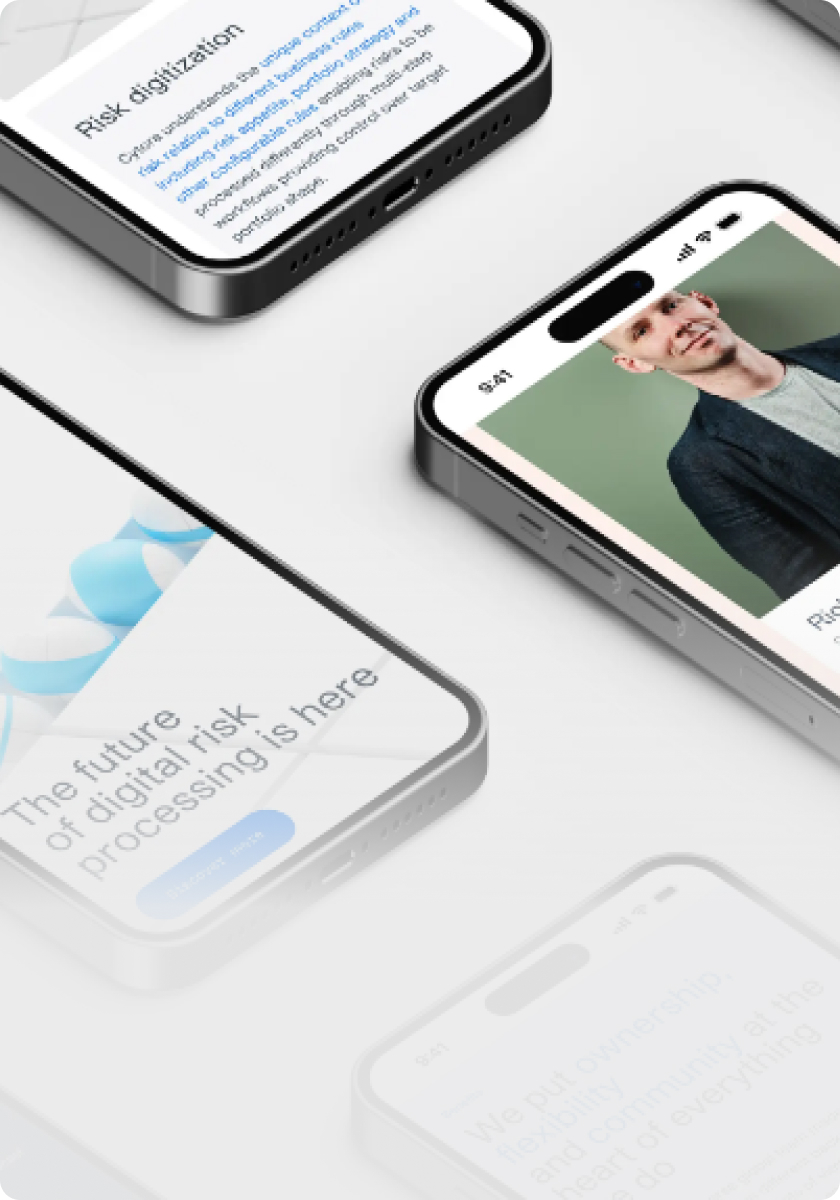 Risk digitization
Cytora understands the unique context of
risk relative to different business rules
including risk appetite, portfolio strategy and
other configurable rules enabling risks to be
processed differently through multi-step
workflows providing control over target
portfolio shape.
9:41
The future
of digital risk
processing is here
Discover more
9:41
We put ownership,
flexibility
and community at the
heart of everything
we do